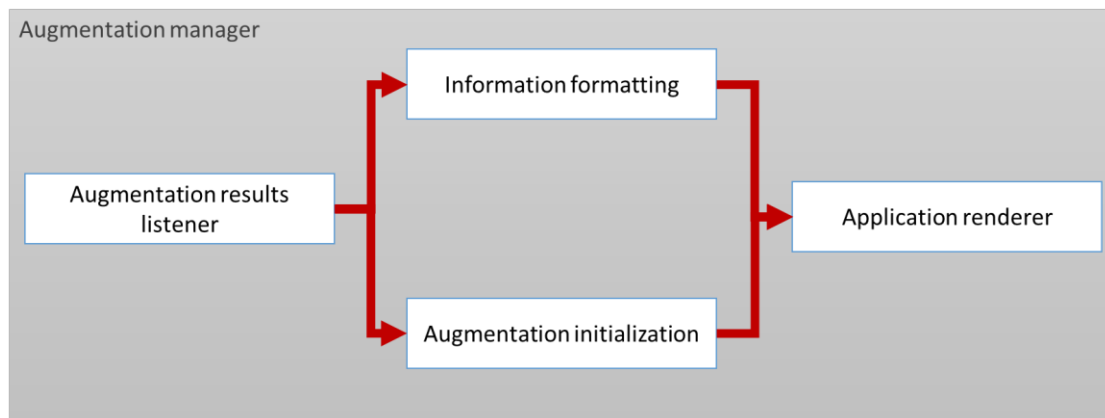 Augmentation manager
Information formatting
Augmentation results
listener
Application renderer
Augmentation initialization